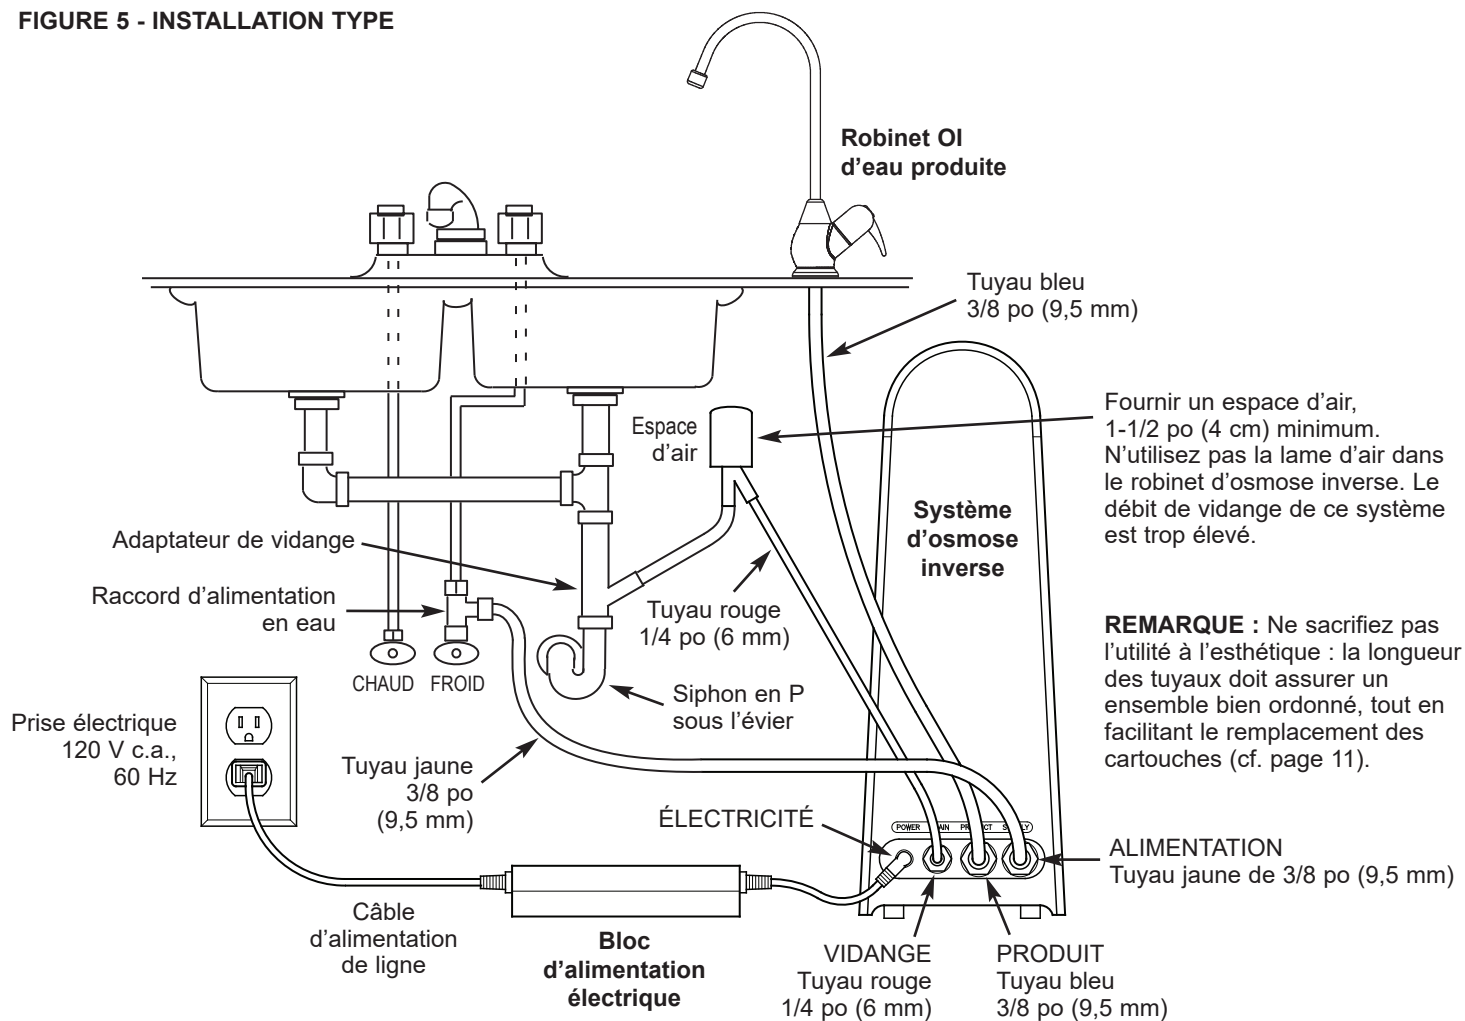 FIGURE 5 - INSTALLATION TYPE
Robinet OI
d’eau produite
Tuyau bleu
3/8 po (9,5 mm)
Espace
d’air
Fournir un espace d’air,
1-1/2 po (4 cm) minimum.
N’utilisez pas la lame d’air dans
le robinet d’osmose inverse. Le
débit de vidange de ce système
est trop élevé.
Système
d’osmose
inverse
Adaptateur de vidange
Raccord d’alimentation
en eau
Tuyau rouge
1/4 po (6 mm)
REMARQUE : Ne sacrifiez pas
l’utilité à l’esthétique : la longueur
des tuyaux doit assurer un
ensemble bien ordonné, tout en
facilitant le remplacement des
cartouches (cf. page 11).
CHAUD FROID
Siphon en P
sous l’évier
Prise électrique
120 V c.a.,
60 Hz
Tuyau jaune
3/8 po
(9,5 mm)
ÉLECTRICITÉ
POWER
ALIMENTATION
Tuyau jaune de 3/8 po (9,5 mm)
Câble
d’alimentation
de ligne
Bloc
d’alimentation
électrique
VIDANGE
Tuyau rouge
1/4 po (6 mm)
PRODUIT
Tuyau bleu
3/8 po (9,5 mm)